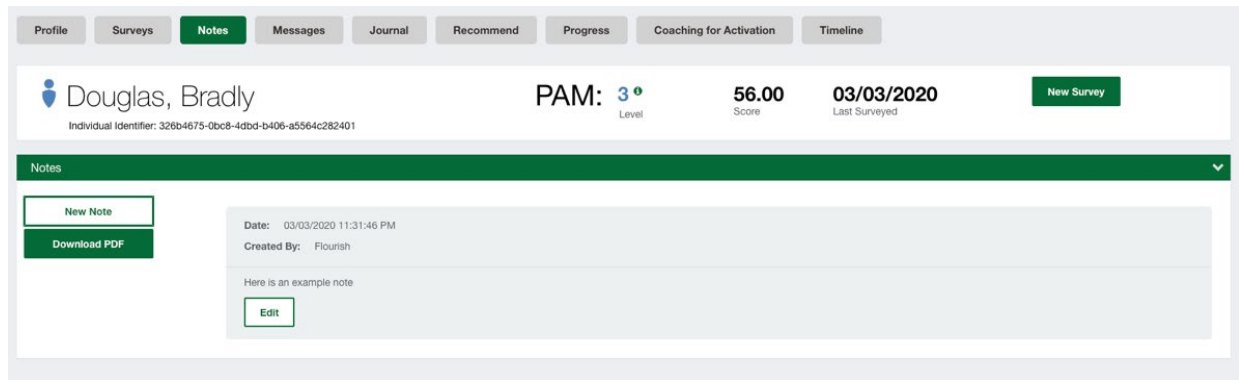 Profile Surveys Notes Messages Journal Recommend Progress Coaching for Activation Timeline
Douglas, Bradly
Individual Identifier: 326b4675-0bc8-4dbd-b406-a5564c282401
PAM: 3 56.00 03/03/2020
Level Score Last Surveyed
New Survey
Notes
New Note
Download PDF
Date: 03/03/2020 11:31:46 PM
Created By: Flourish
Here is an example note
Edit